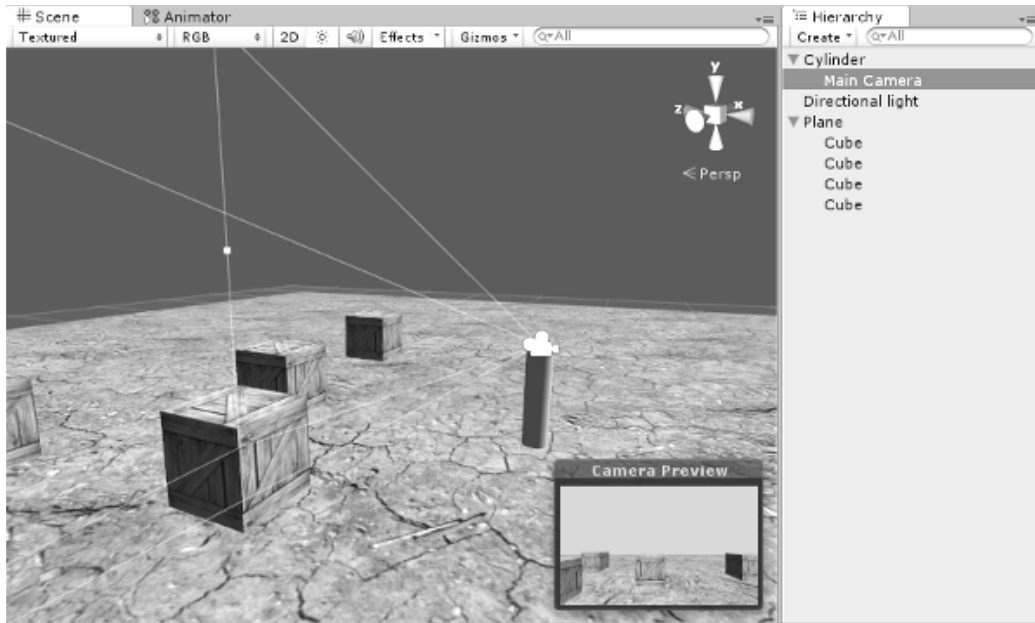 Scene
Animator
Textured
RGB
2D
Effects
Gizmos
All
y
x
z
Persp
Camera Preview
Hierarchy
Create
All
Cylinder
Main Camera
Directional light
Plane
Cube
Cube
Cube
Cube